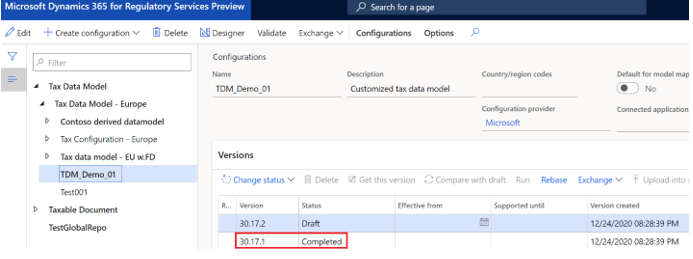 Microsoft Dynamics 365 for Regulatory Services Preview
Search for a page
Edit
Create configuration
Delete
Designer
Validate
Exchange
Configurations
Options
Filter
Tax Data Model
Tax Data Model - Europe
Contoso derived datamodel
Tax Configuration - Europe
Tax data model - EU w.FD
TDM_Demo_01
Test001
Taxable Document
TestGlobalRepo
Configurations
Name Description Country/region codes Default for model map
TDM_Demo_01 Customized tax data model No
Configuration provider Connected application
Microsoft
Versions
Change status Delete Get this version Compare with draft Run Rebase Exchange Upload into
R... Version Status Effective from Supported until Version created
30.17.2 Draft 12/24/2020 08:28:39 PM
30.17.1 Completed 12/24/2020 08:28:39 PM